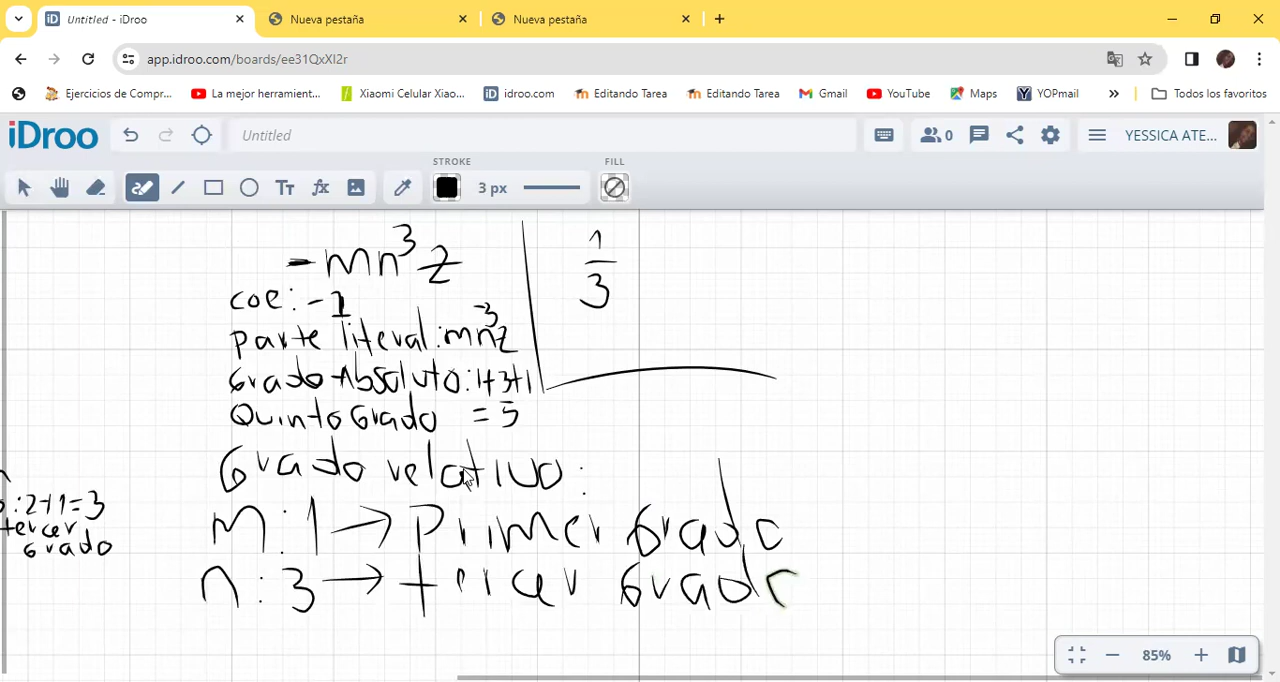 Untitled - iDroo
Nueva pestaña
Nueva pestaña
app.idroo.com/boards/ee31QxXl2r
Ejercicios de Compr...
La mejor herramient...
Xiaomi Celular Xiao...
idroo.com
Editando Tarea
Editando Tarea
Gmail
YouTube
Maps
YOPmail
Todos los favoritos
iDroo
Untitled
0
YESSICA ATE...
STROKE
FILL
3 px
-mn³z
coe: -1
parte literal: mn³z
Grado Absoluto: 1+3+1
Quinto Grado = 5
Grado relativo:
m: 1 → Primer Grado
n: 3 → tercer Grado
1
3
: 2+1=3
tercer
Grado
85%